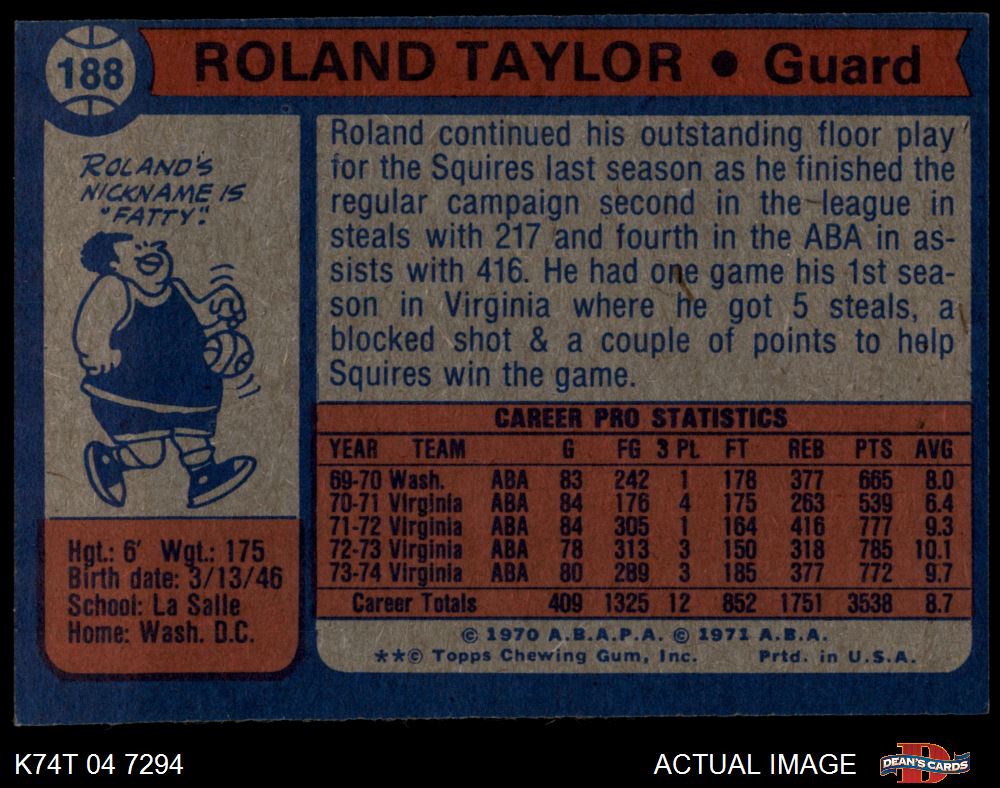 188
ROLAND TAYLOR • Guard
ROLAND'S
NICKNAME IS
"FATTY".
Roland continued his outstanding floor play
for the Squires last season as he finished the
regular campaign second in the league in
steals with 217 and fourth in the ABA in as-
sists with 416. He had one game his 1st sea-
son in Virginia where he got 5 steals, a
blocked shot & a couple of points to help
Squires win the game.
Hgt.: 6' Wgt.: 175
Birth date: 3/13/46
School: La Salle
Home: Wash. D.C.
CAREER PRO STATISTICS
YEAR TEAM G FG 3 Pt. FT REB PTS AVG
69-70 Wash. ABA 83 242 1 178 377 665 8.0
70-71 Virginia ABA 84 176 4 175 263 539 6.4
71-72 Virginia ABA 84 305 1 164 416 777 9.3
72-73 Virginia ABA 78 313 3 150 318 785 10.1
73-74 Virginia ABA 80 289 3 185 377 772 9.7
Career Totals 409 1325 12 852 1751 3538 8.7
© 1970 A.B.A.P.A. © 1971 A.B.A.
**© Topps Chewing Gum, Inc. Prtd. in U.S.A.
K74T 04 7294
ACTUAL IMAGE
DEAN'S CARDS